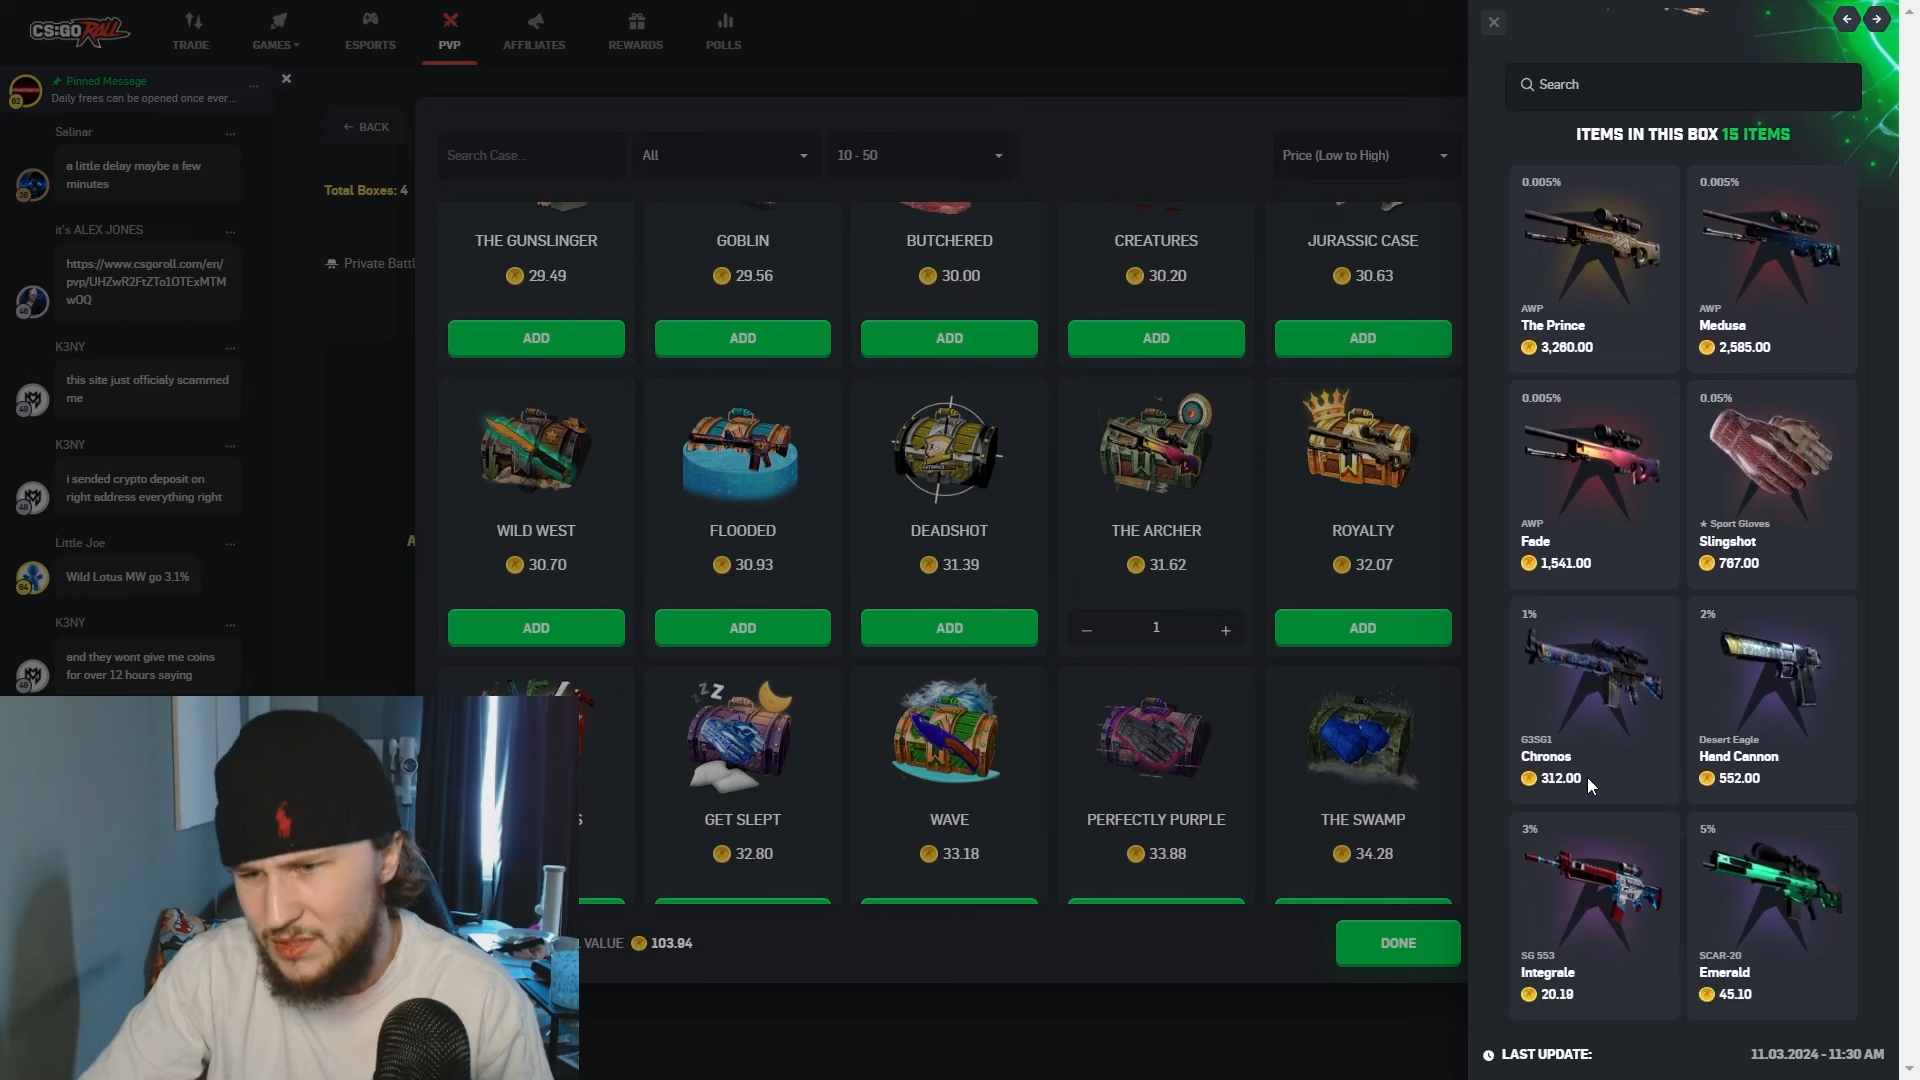 CS:GO ROLL
TRADE
GAMES
ESPORTS
PVP
AFFILIATES
REWARDS
POLLS
Pinned Message
Daily frees can be opened once ever...
82
Salinar
a little delay maybe a few
minutes
it's ALEX JONES
https://www.csgoroll.com/en/
pvp/UHZwR2FtZTo1OTExMTM
wOQ
K3NY
this site just officialy scammed
me
K3NY
i sended crypto deposit on
right address everything right
Little Joe
Wild Lotus MW go 3.1%
K3NY
and they wont give me coins
for over 12 hours saying
BACK
Total Boxes: 4
Private Battl
Search Case...
All
10 - 50
Price (Low to High)
THE GUNSLINGER
29.49
ADD
GOBLIN
29.56
ADD
BUTCHERED
30.00
ADD
CREATURES
30.20
ADD
JURASSIC CASE
30.63
ADD
WILD WEST
30.70
ADD
FLOODED
30.93
ADD
DEADSHOT
31.39
ADD
THE ARCHER
31.62
– 1 +
ROYALTY
32.07
ADD
S
GET SLEPT
32.80
WAVE
33.18
PERFECTLY PURPLE
33.88
THE SWAMP
34.28
VALUE 103.94
DONE
Search
ITEMS IN THIS BOX 15 ITEMS
0.005%
AWP
The Prince
3,260.00
0.005%
AWP
Medusa
2,585.00
0.005%
AWP
Fade
1,541.00
0.05%
★ Sport Gloves
Slingshot
767.00
1%
G3SG1
Chronos
312.00
2%
Desert Eagle
Hand Cannon
552.00
3%
SG 553
Integrale
20.19
5%
SCAR-20
Emerald
45.10
LAST UPDATE:
11.03.2024 - 11:30 AM